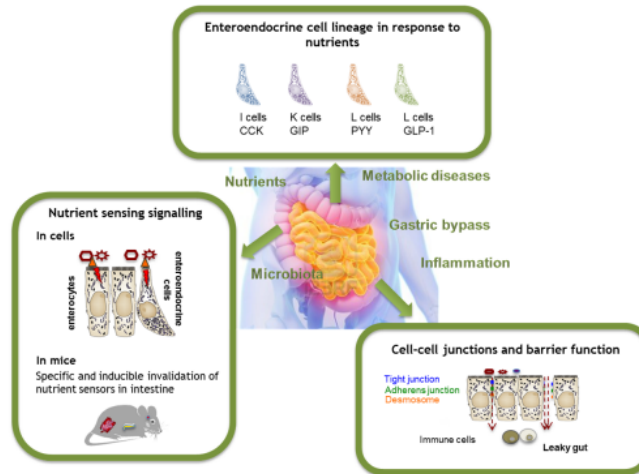 Enteroendocrine cell lineage in response to
nutrients
I cells K cells L cells L cells
CCK GIP PYY GLP-1
Nutrients
Metabolic diseases
Gastric bypass
Inflammation
Microbiota
Nutrient sensing signalling
In cells
enterocytes
enteroendocrine
cells
In mice
Specific and inducible invalidation of
nutrient sensors in intestine
Cell-cell junctions and barrier function
Tight junction
Adherens junction
Desmosome
Immune cells
Leaky gut